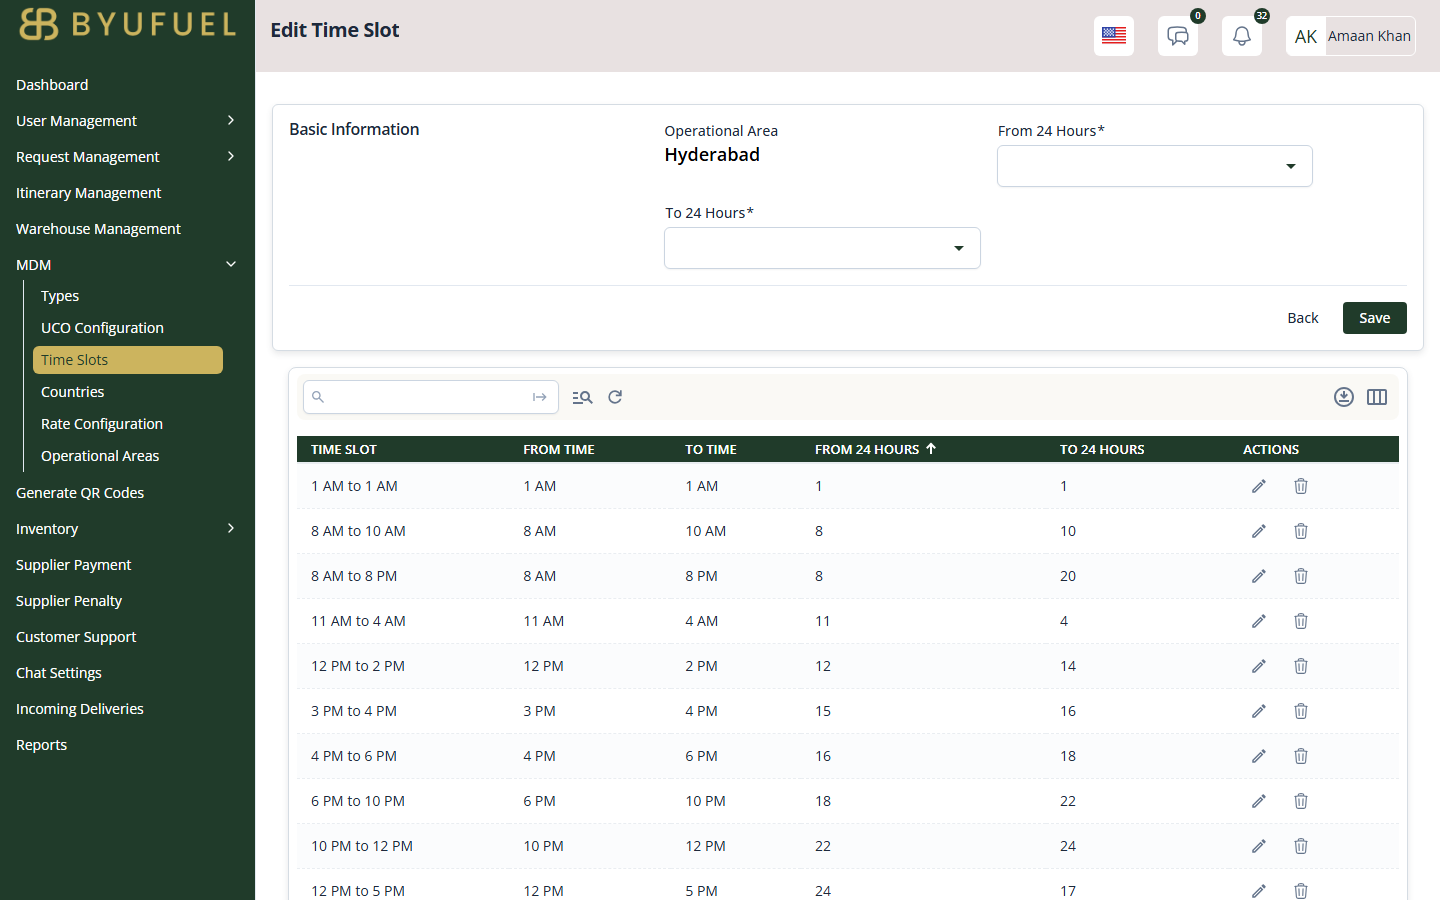 BYUFUEL
Edit Time Slot
0
32
AK
Amaan Khan
Dashboard
User Management
Request Management
Itinerary Management
Warehouse Management
MDM
Types
UCO Configuration
Time Slots
Countries
Rate Configuration
Operational Areas
Generate QR Codes
Inventory
Supplier Payment
Supplier Penalty
Customer Support
Chat Settings
Incoming Deliveries
Reports
Basic Information
Operational Area
Hyderabad
From 24 Hours*
To 24 Hours*
Back
Save
TIME SLOT FROM TIME TO TIME FROM 24 HOURS TO 24 HOURS ACTIONS
1 AM to 1 AM 1 AM 1 AM 1 1
8 AM to 10 AM 8 AM 10 AM 8 10
8 AM to 8 PM 8 AM 8 PM 8 20
11 AM to 4 AM 11 AM 4 AM 11 4
12 PM to 2 PM 12 PM 2 PM 12 14
3 PM to 4 PM 3 PM 4 PM 15 16
4 PM to 6 PM 4 PM 6 PM 16 18
6 PM to 10 PM 6 PM 10 PM 18 22
10 PM to 12 PM 10 PM 12 PM 22 24
12 PM to 5 PM 12 PM 5 PM 24 17